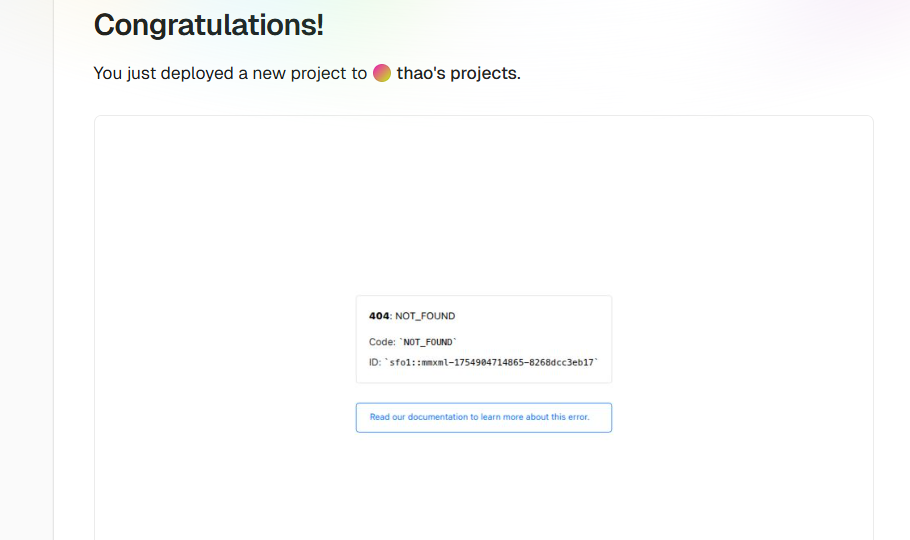 Congratulations!
You just deployed a new project to thao's projects.
404: NOT_FOUND
Code: `NOT_FOUND`
ID: `sfo1::mmxml-1754904714865-8268dcc3eb17`
Read our documentation to learn more about this error.